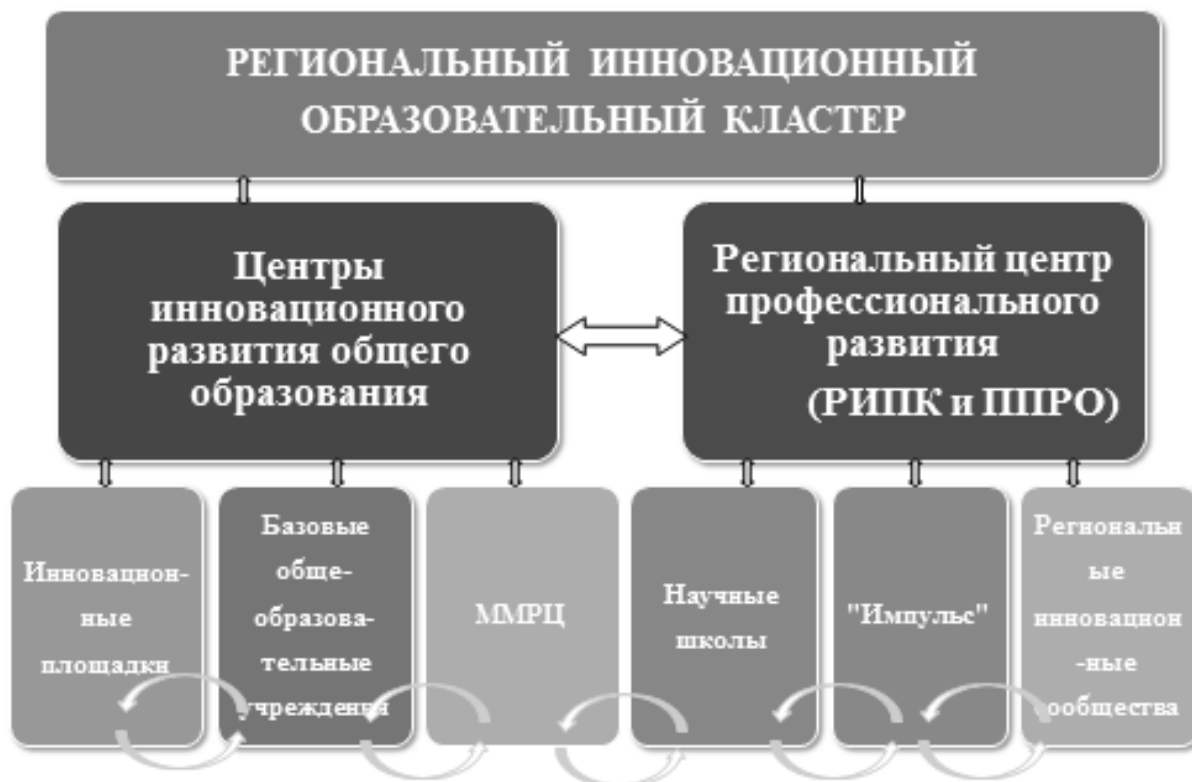 РЕГИОНАЛЬНЫЙ ИННОВАЦИОННЫЙ
ОБРАЗОВАТЕЛЬНЫЙ КЛАСТЕР
Центры
инновационного
развития общего
образования
Региональный центр
профессионального
развития
(РИПК и ППРО)
Инновацион-
ные
площадки
Базовые
обще-
образова-
тельные
учреждения
ММРЦ
Научные
школы
"Импульс"
Региональн
ые
инновацион
-ные
сообщества